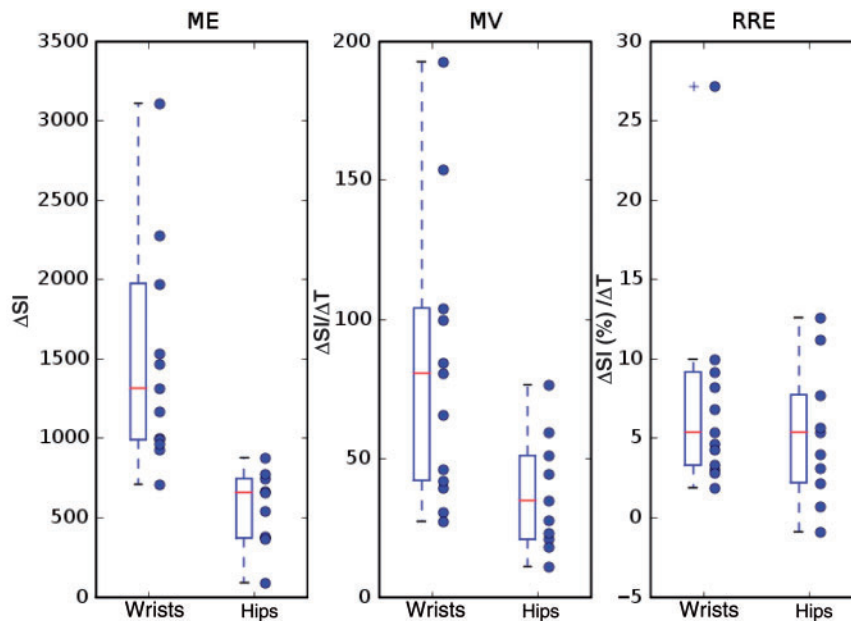 ME
MV
RRE
ΔSI
3500
3000
2500
2000
1500
1000
500
0
Wrists
Hips
ΔSI/ΔT
200
150
100
50
0
Wrists
Hips
ΔSI (%) /ΔT
30
25
20
15
10
5
0
−5
Wrists
Hips